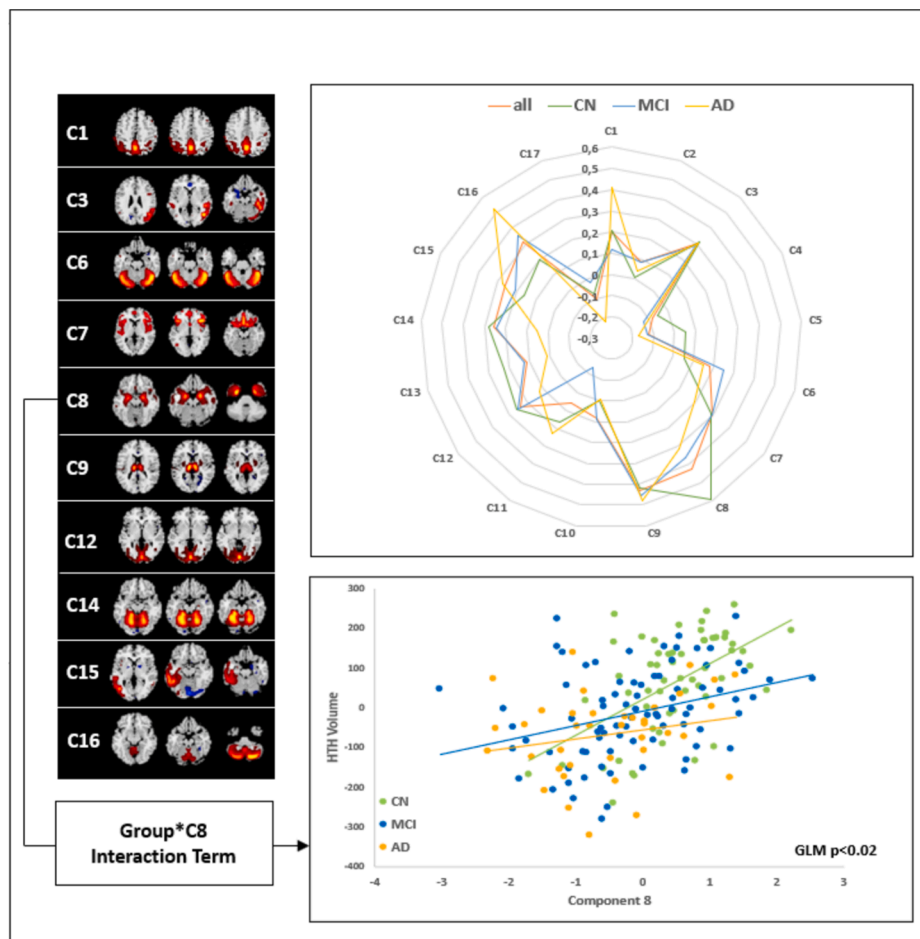 C1
C3
C6
C7
C8
C9
C12
C14
C15
C16
Group*C8
Interaction Term
all CN MCI AD
C1
C2
C3
C4
C5
C6
C7
C8
C9
C10
C11
C12
C13
C14
C15
C16
C17
0,6
0,5
0,4
0,3
0,2
0,1
0
-0,1
-0,2
-0,3
300
200
100
0
-100
-200
-300
-400
HTH Volume
CN
MCI
AD
GLM p<0.02
-4 -3 -2 -1 0 1 2 3
Component 8